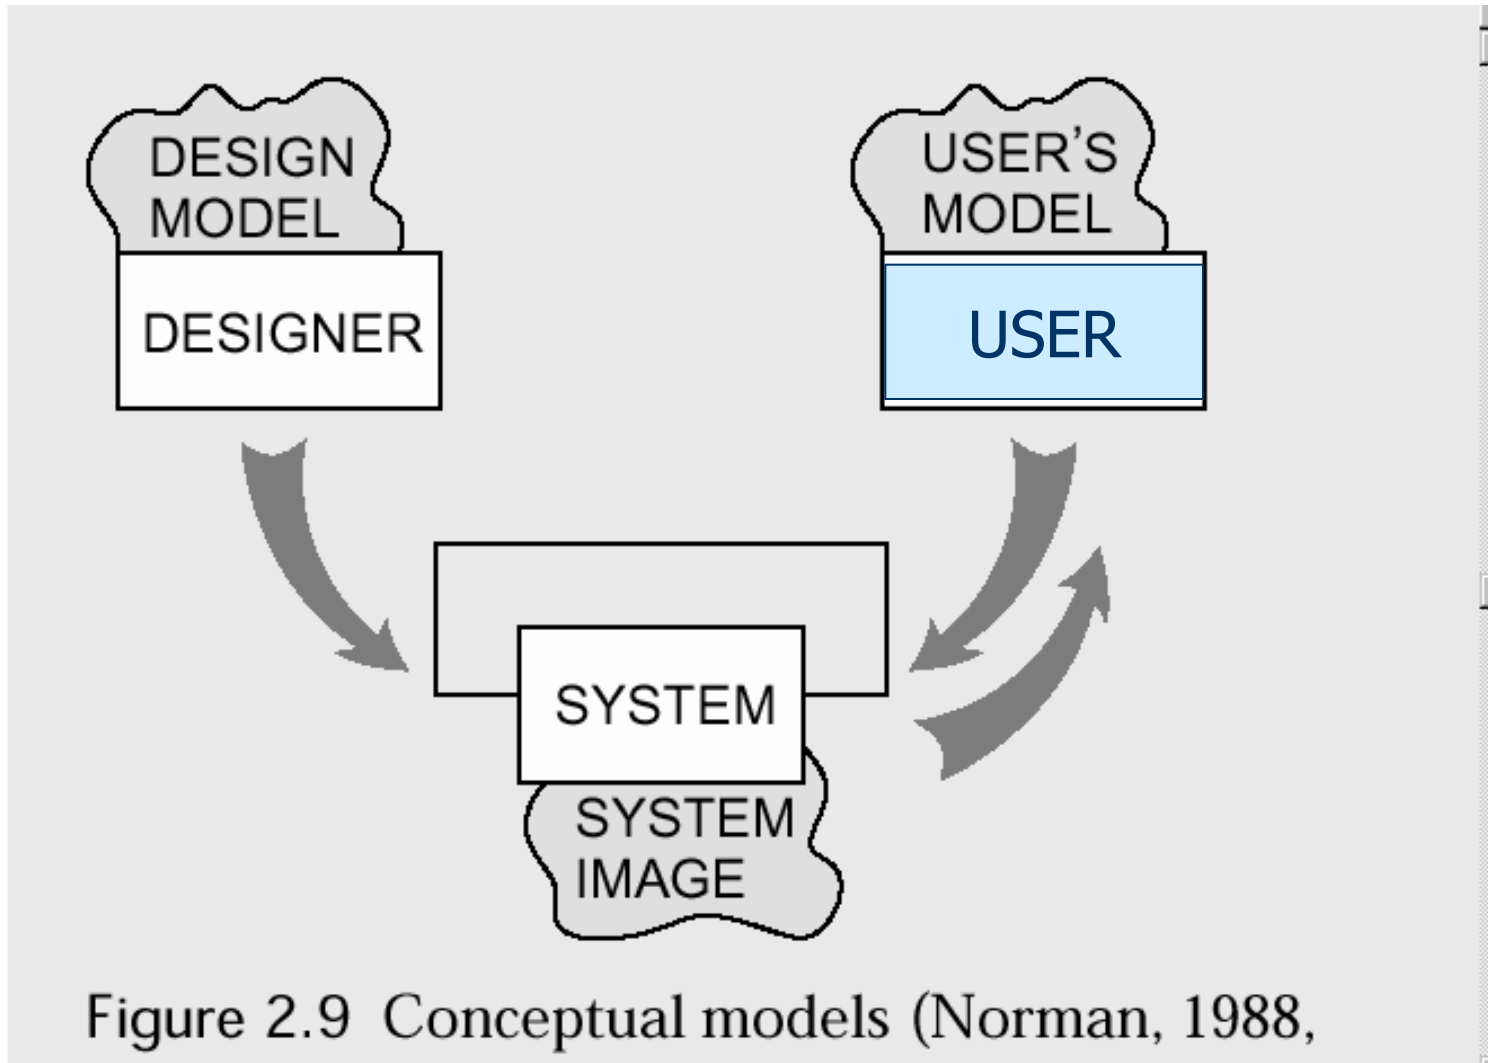 DESIGN
MODEL
DESIGNER
USER'S
MODEL
USER
SYSTEM
SYSTEM
IMAGE
Figure 2.9 Conceptual models (Norman, 1988,